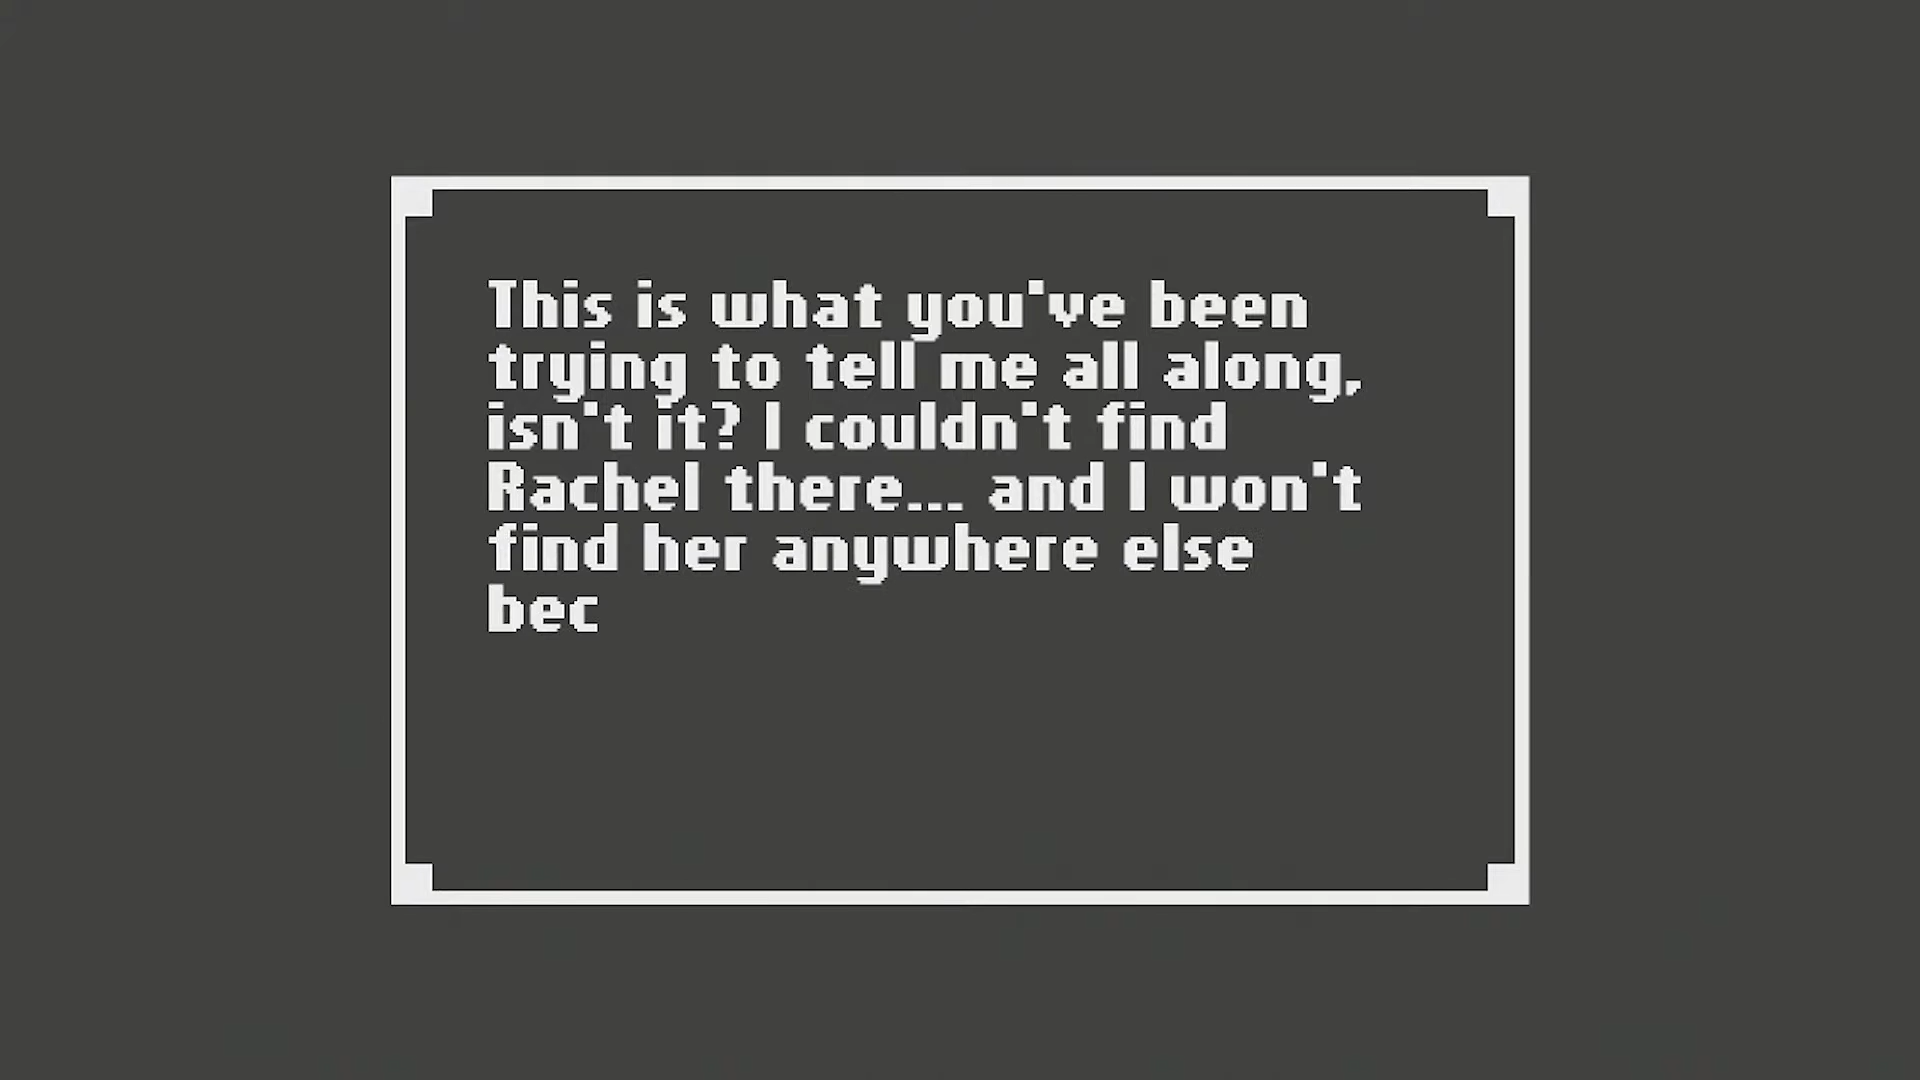 This is what you've been
trying to tell me all along,
isn't it? I couldn't find
Rachel there... and I won't
find her anywhere else
bec